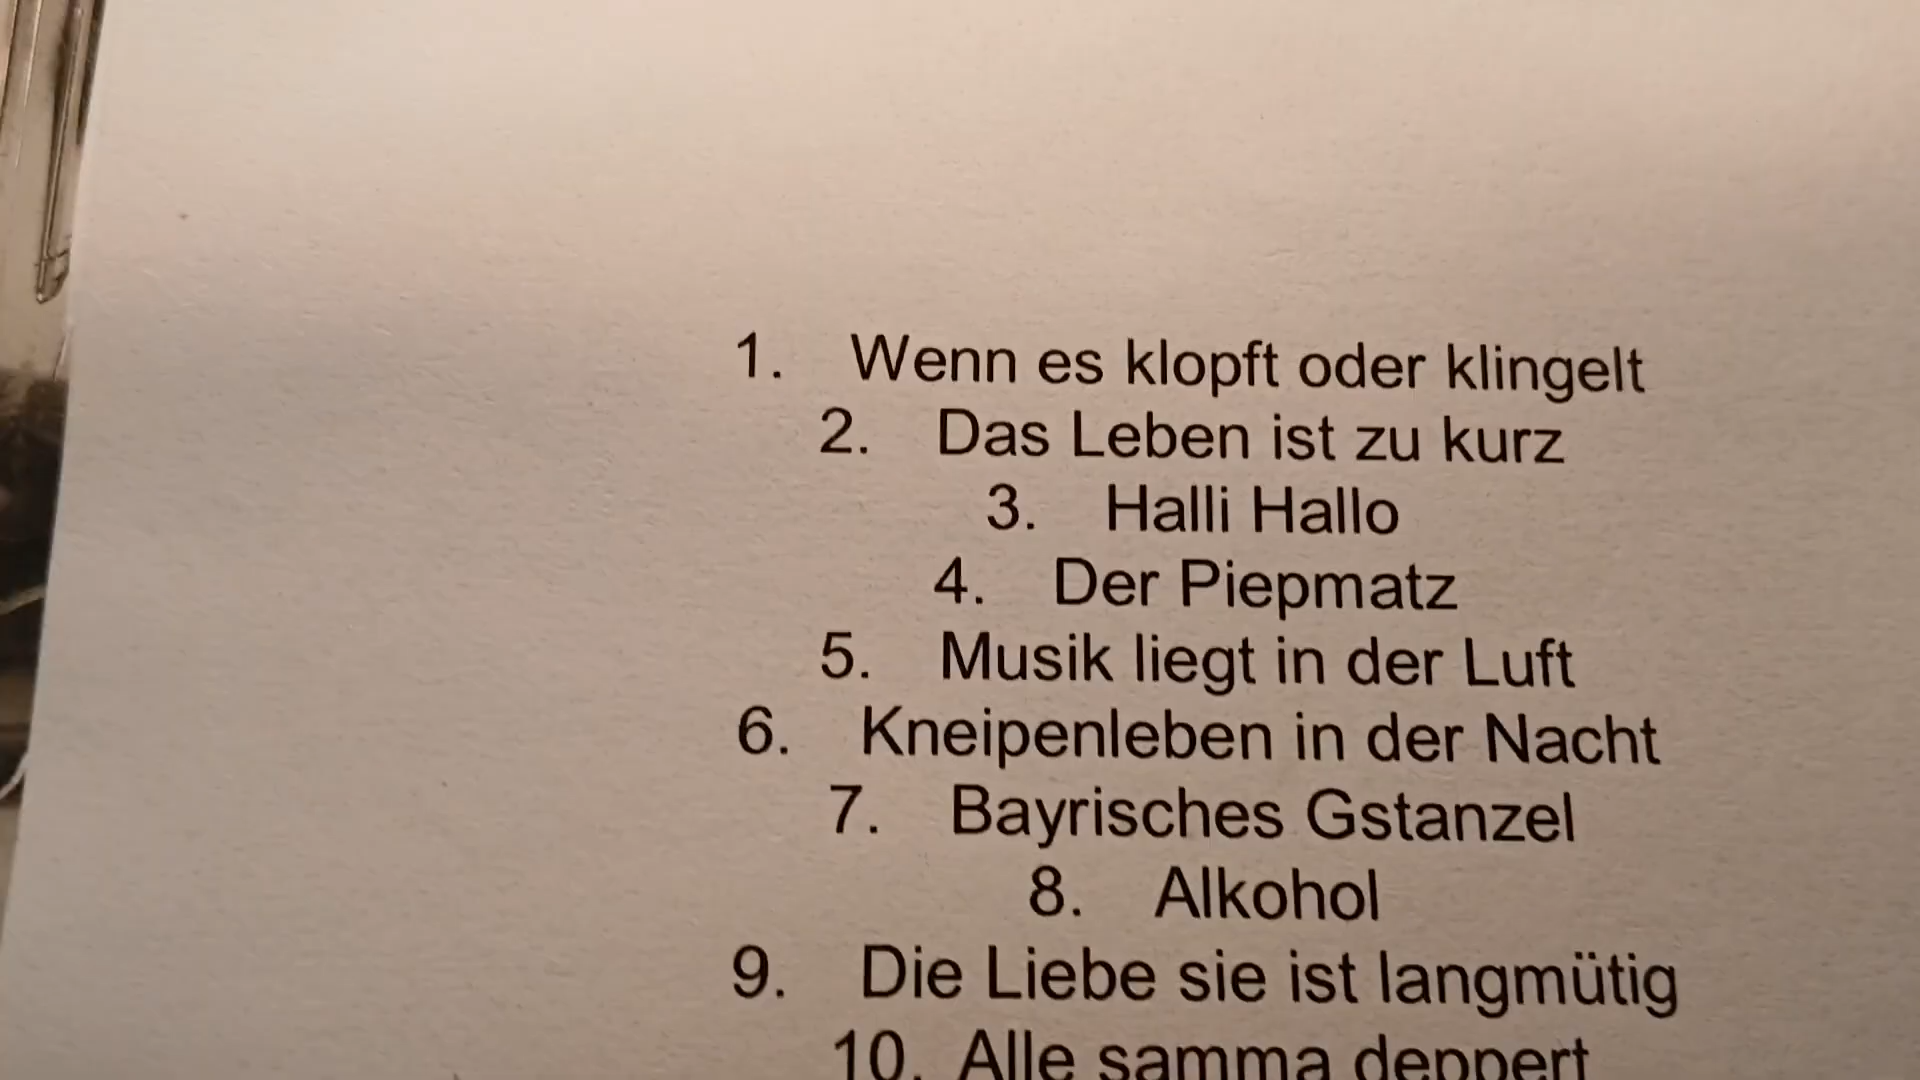 1. Wenn es klopft oder klingelt
2. Das Leben ist zu kurz
3. Halli Hallo
4. Der Piepmatz
5. Musik liegt in der Luft
6. Kneipenleben in der Nacht
7. Bayrisches Gstanzel
8. Alkohol
9. Die Liebe sie ist langmütig
10. Alle samma deppert